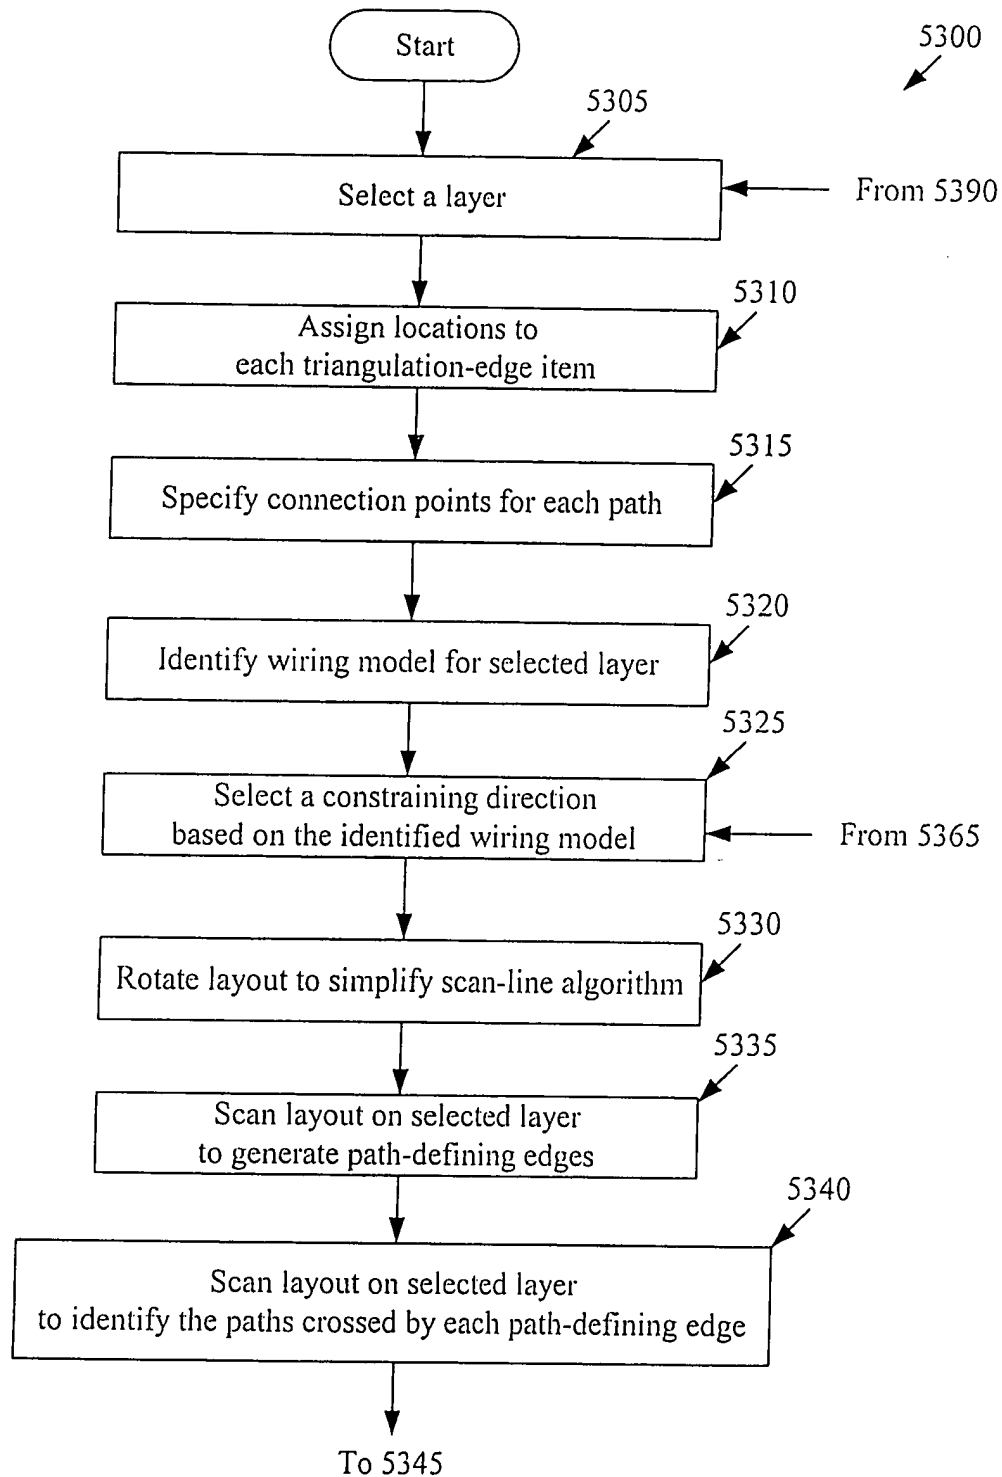 Start
5300
5305
Select a layer
From 5390
5310
Assign locations to
each triangulation-edge item
5315
Specify connection points for each path
5320
Identify wiring model for selected layer
5325
Select a constraining direction
based on the identified wiring model
From 5365
5330
Rotate layout to simplify scan-line algorithm
5335
Scan layout on selected layer
to generate path-defining edges
5340
Scan layout on selected layer
to identify the paths crossed by each path-defining edge
To 5345